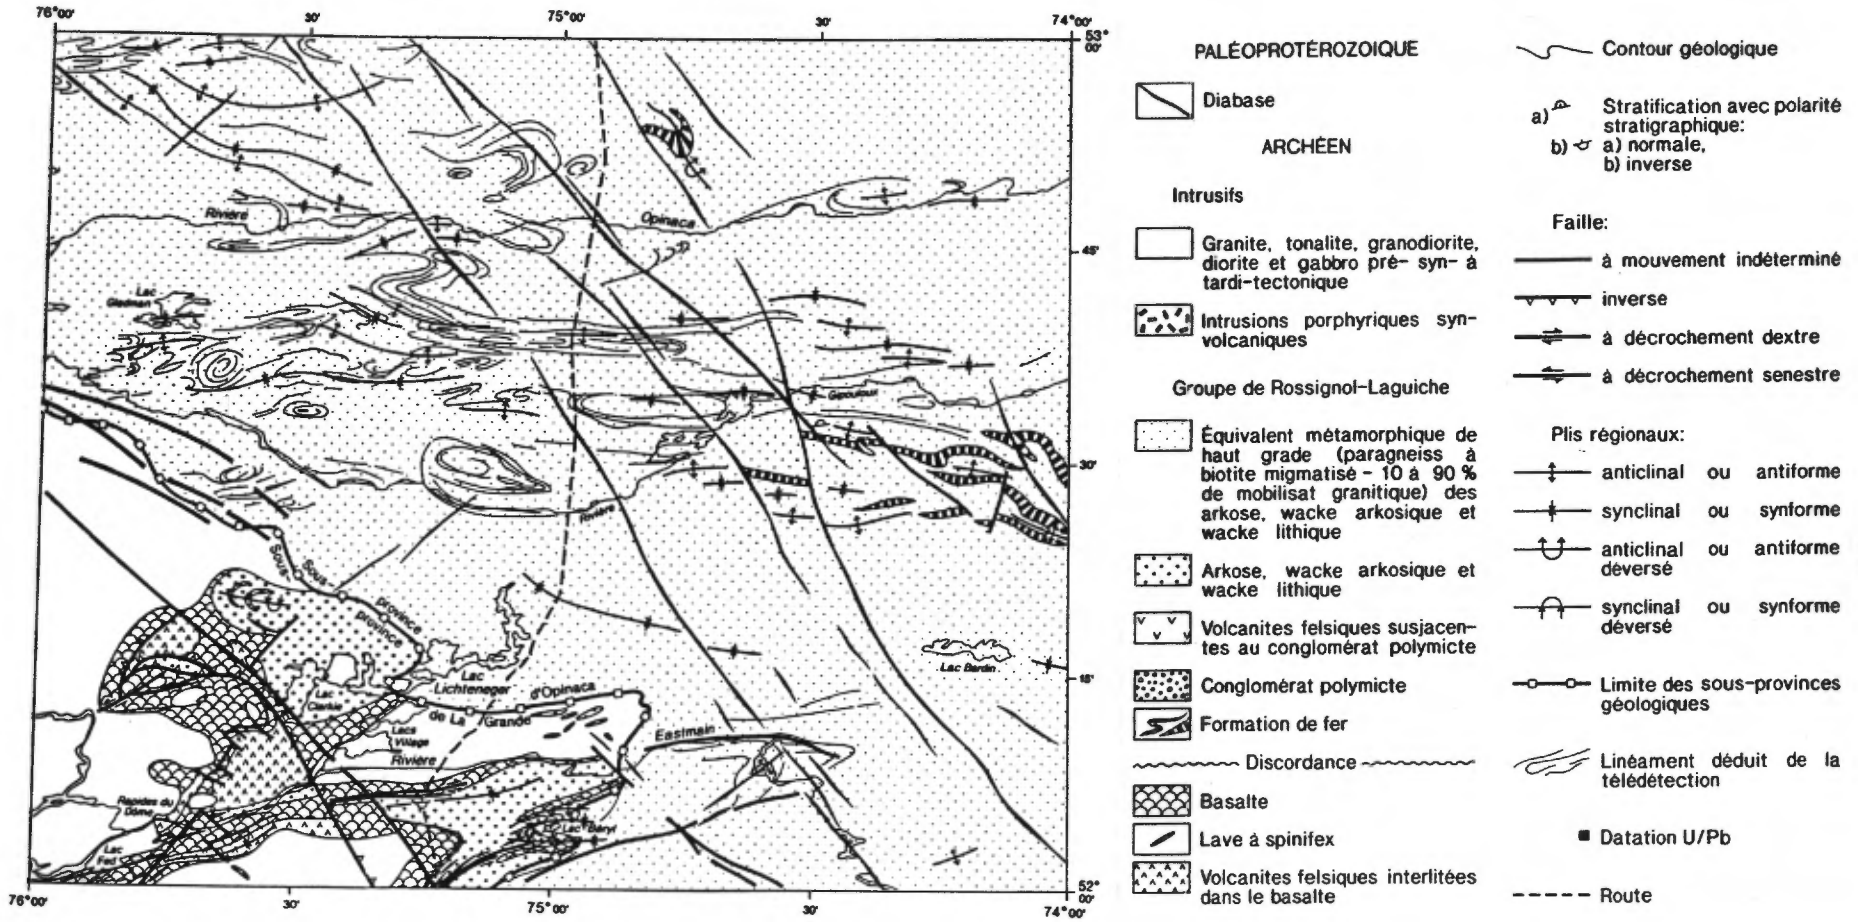 76°00'
30'
75°00'
30'
74°00'
53°
00'
Rivière
Opinaca
45'
Lac
Gipouloux
30'
Rivière
Sous-
Sous-
province
province
Lac
Lichteneger
d'Opinaca
de La Grande
Lac
Clarkie
Lacs
Village
Rivière
Eastmain
Lac Bardin
15'
Rapides du
Dôme
Lac Béryl
Lac
52°
00'
76°00'
30'
75°00'
30'
74°00'
PALÉOPROTÉROZOIQUE
Diabase
ARCHÉEN
Intrusifs
Granite, tonalite, granodiorite,
diorite et gabbro pré- syn- à
tardi-tectonique
Intrusions porphyriques syn-
volcaniques
Groupe de Rossignol-Laguiche
Équivalent métamorphique de
haut grade (paragneiss à
biotite migmatisé - 10 à 90 %
de mobilisat granitique) des
arkose, wacke arkosique et
wacke lithique
Arkose, wacke arkosique et
wacke lithique
Volcanites felsiques susjacen-
tes au conglomérat polymicte
Conglomérat polymicte
Formation de fer
Discordance
Basalte
Lave à spinifex
Volcanites felsiques interlitées
dans le basalte
Contour géologique
a) Stratification avec polarité
stratigraphique:
b) a) normale,
b) inverse
Faille:
à mouvement indéterminé
inverse
à décrochement dextre
à décrochement senestre
Plis régionaux:
anticlinal ou antiforme
synclinal ou synforme
anticlinal ou antiforme
déversé
synclinal ou synforme
déversé
Limite des sous-provinces
géologiques
Linéament déduit de la
télédétection
Datation U/Pb
Route